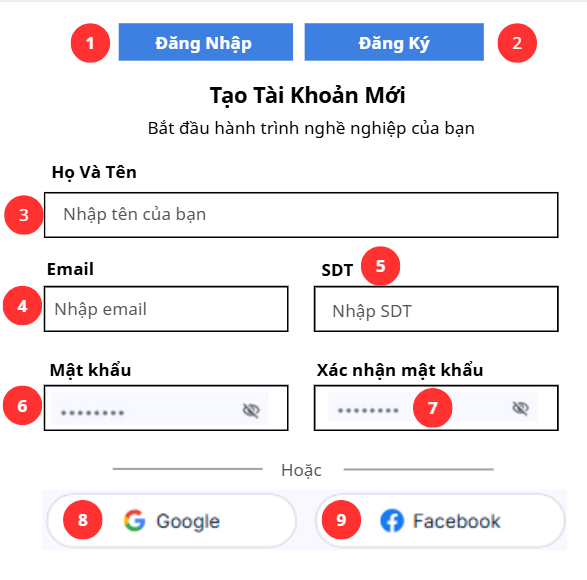 1 Đăng Nhập Đăng Ký 2
Tạo Tài Khoản Mới
Bắt đầu hành trình nghề nghiệp của bạn
Họ Và Tên
3 Nhập tên của bạn
Email SDT 5
4 Nhập email Nhập SDT
Mật khẩu Xác nhận mật khẩu
6 •••••••• •••••••• 7
Hoặc
8 Google 9 Facebook